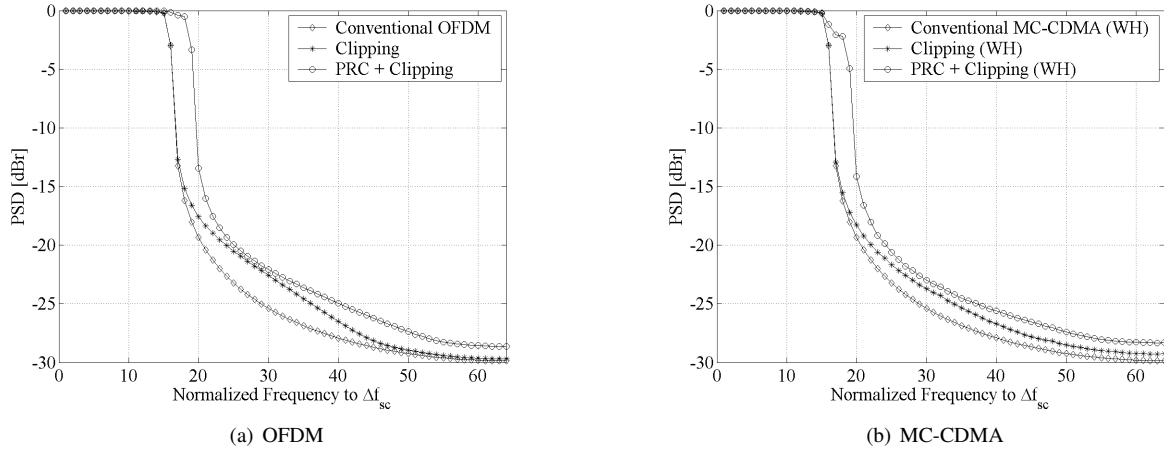 0
-5
-10
-15
-20
-25
-30
PSD [dBr]
0 10 20 30 40 50 60
Normalized Frequency to Δfsc
Conventional OFDM
Clipping
PRC + Clipping
(a) OFDM
0
-5
-10
-15
-20
-25
-30
PSD [dBr]
0 10 20 30 40 50 60
Normalized Frequency to Δfsc
Conventional MC-CDMA (WH)
Clipping (WH)
PRC + Clipping (WH)
(b) MC-CDMA